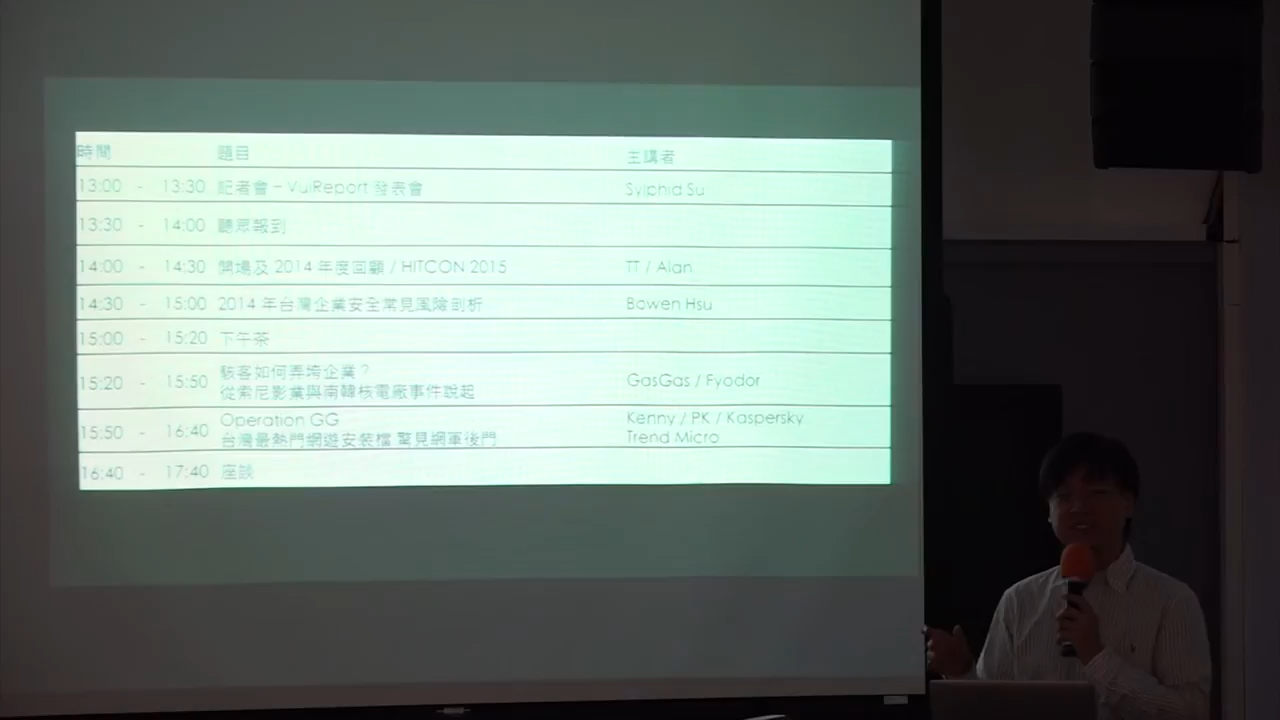 時間 題目 主講者
13:00 - 13:30 記者會 – VulReport 發表會 Sylphid Su
13:30 - 14:00 聽眾報到
14:00 - 14:30 開場及 2014 年度回顧 / HITCON 2015 TT / Alan
14:30 - 15:00 2014 年台灣企業安全常見風險剖析 Bowen Hsu
15:00 - 15:20 下午茶
15:20 - 15:50 駭客如何弄垮企業？ GasGas / Fyodor
從索尼影業與南韓核電廠事件說起
15:50 - 16:40 Operation GG Kenny / PK / Kaspersky
台灣最熱門網遊安裝檔 驚見網軍後門 Trend Micro
16:40 - 17:40 座談